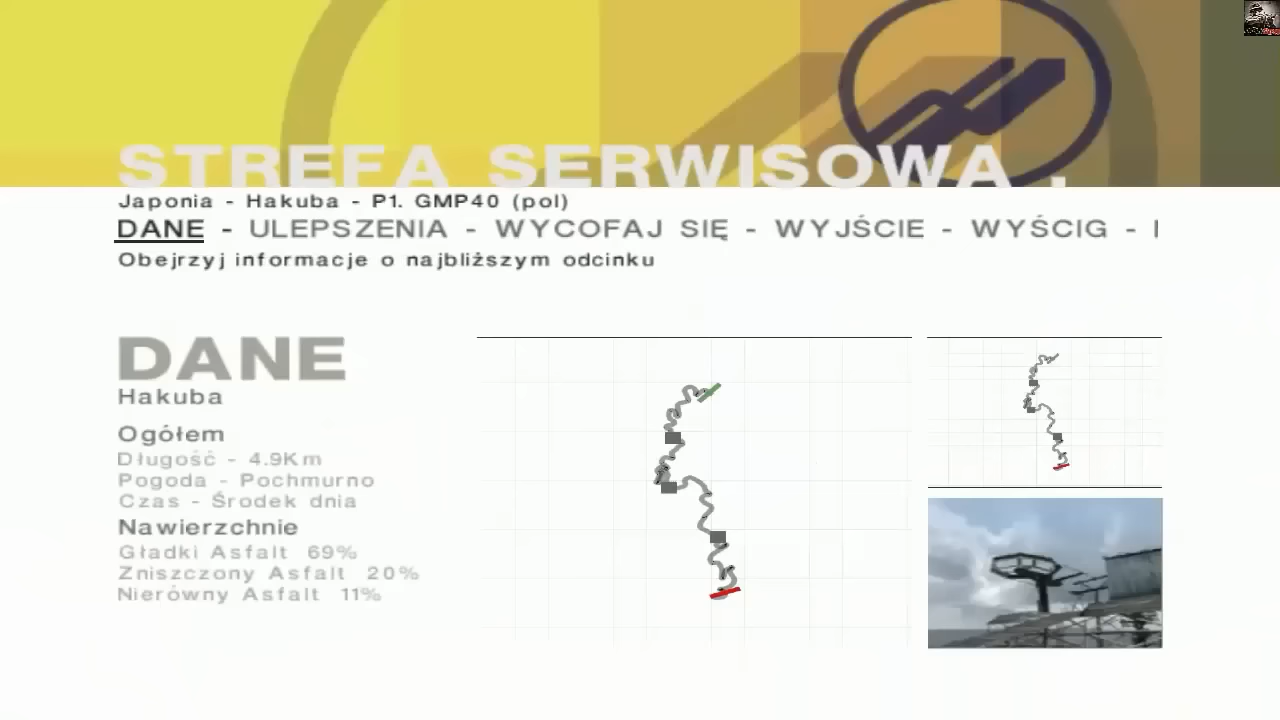 STREFA SERWISOWA .
Japonia - Hakuba - P1. GMP40 (pol)
DANE - ULEPSZENIA - WYCOFAJ SIĘ - WYJŚCIE - WYŚCIG -
Obejrzyj informacje o najbliższym odcinku
DANE
Hakuba
Ogółem
Długość - 4.9Km
Pogoda - Pochmurno
Czas - Środek dnia
Nawierzchnie
Gładki Asfalt 69%
Zniszczony Asfalt 20%
Nierówny Asfalt 11%